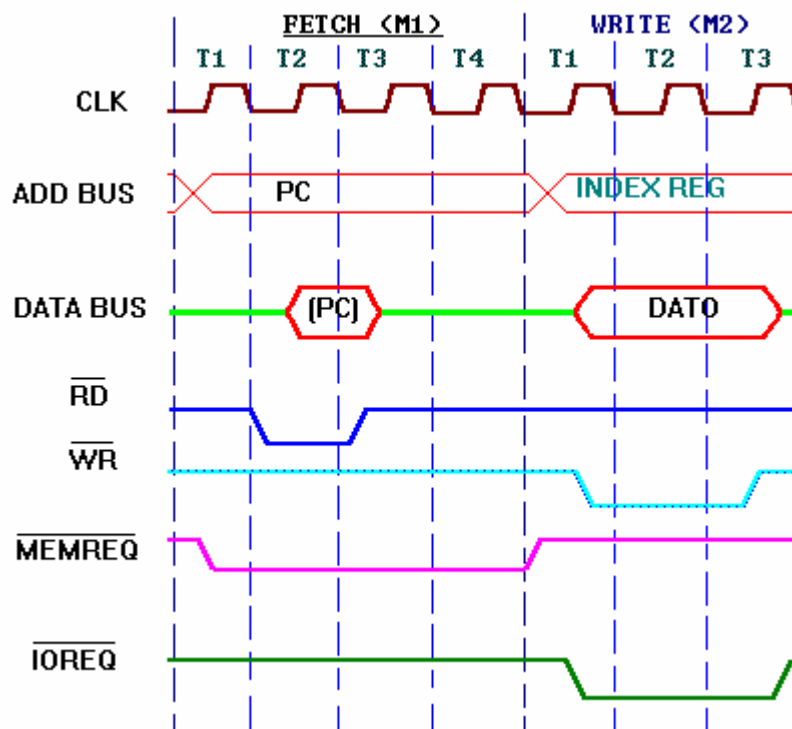 FETCH (M1) WRITE (M2)
T1 T2 T3 T4 T1 T2 T3
CLK
ADD BUS PC INDEX REG
DATA BUS (PC) DATO
RD
WR
MEMREQ
IOREQ